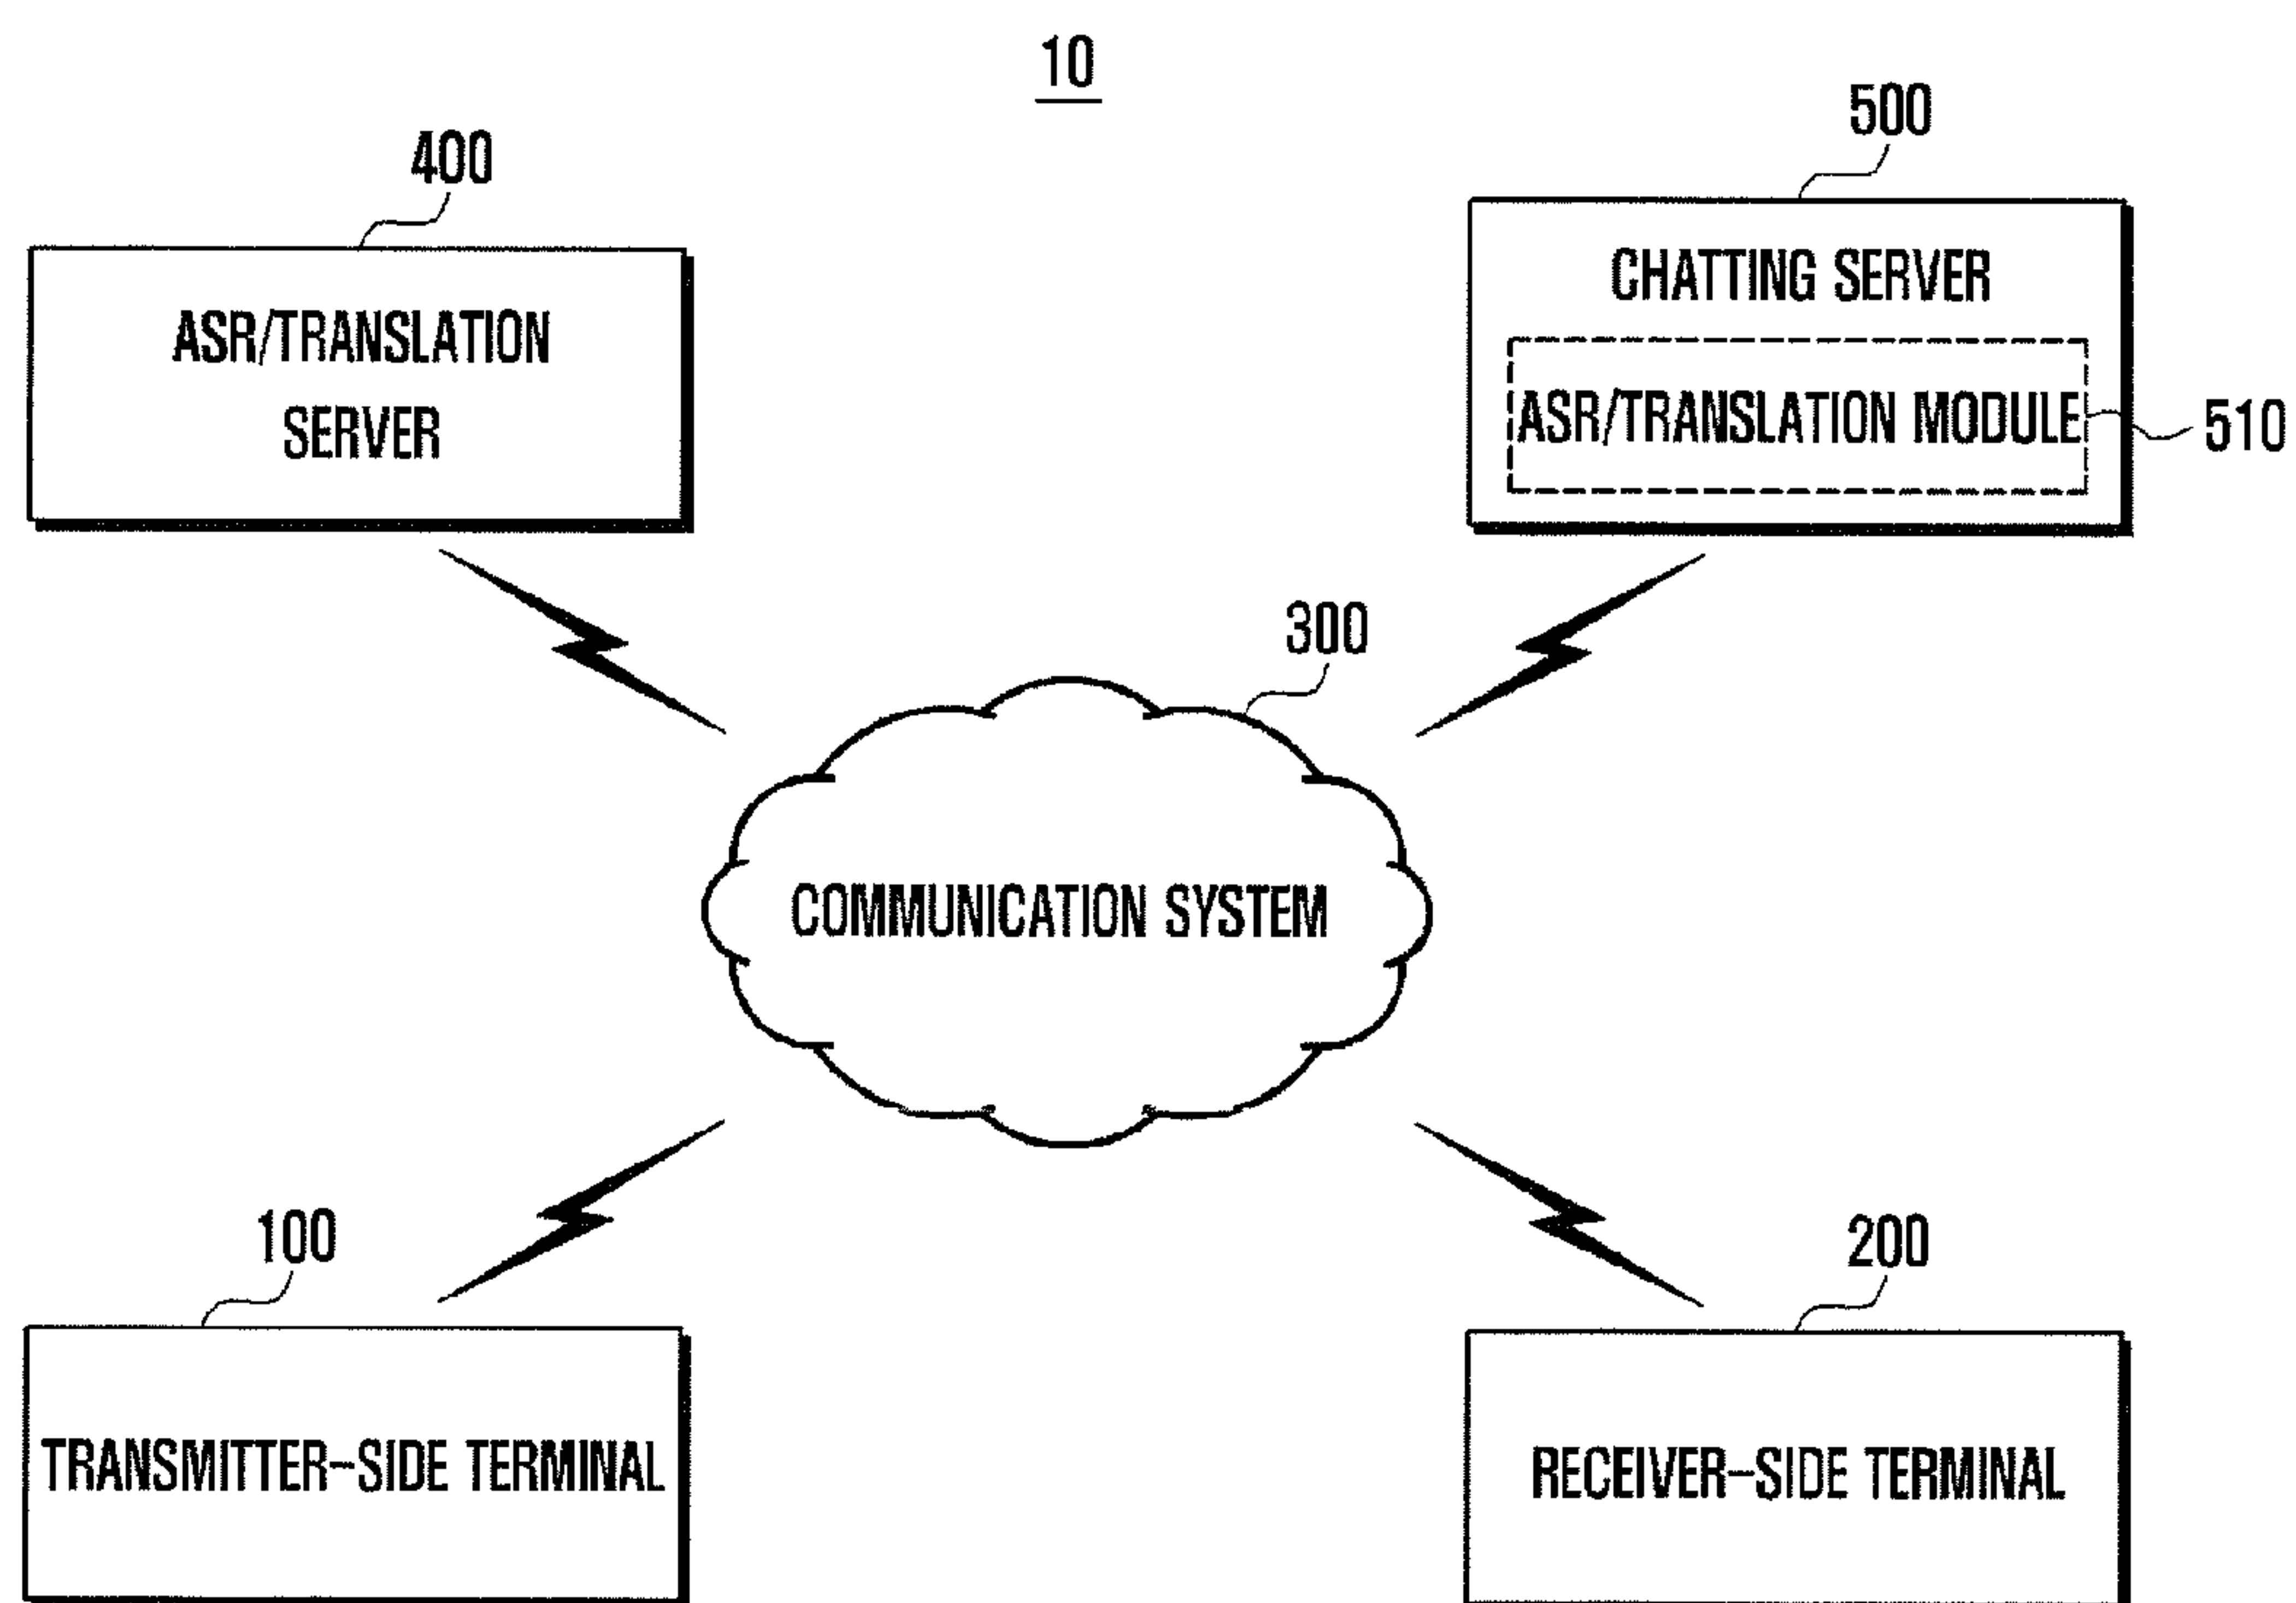 10
400
500
ASR/TRANSLATION
SERVER
CHATTING SERVER
ASR/TRANSLATION MODULE
510
300
COMMUNICATION SYSTEM
100
200
TRANSMITTER-SIDE TERMINAL
RECEIVER-SIDE TERMINAL